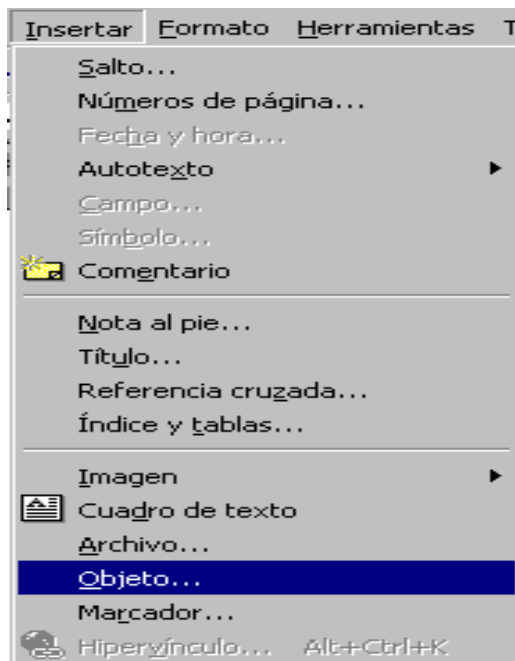 Insertar Formato Herramientas T
Salto...
Números de página...
Fecha y hora...
Autotexto
Campo...
Símbolo...
Comentario
Nota al pie...
Título...
Referencia cruzada...
Índice y tablas...
Imagen
Cuadro de texto
Archivo...
Objeto...
Marcador...
Hipervínculo... Alt+Ctrl+K